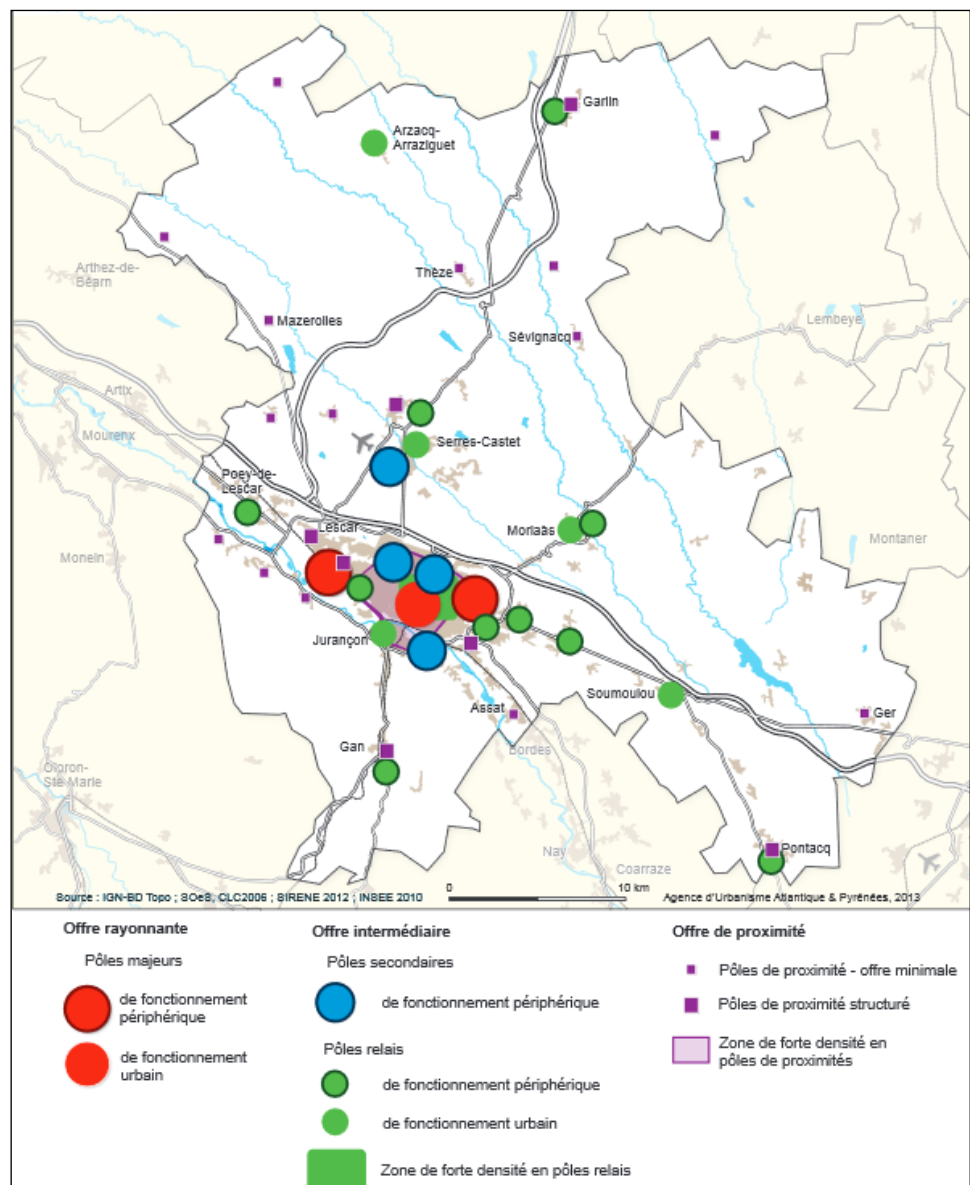 Garlin
Arzacq-
Arraziguet
Arthez-de-
Béarn
Thèze
Mazerolles
Lembeye
Sévignacq
Artix
Mourenx
Serres-Castet
Poey-de-
Lescar
Lescar
Morlaàs
Montaner
Monein
Jurançon
Soumoulou
Assat
Ger
Bordes
Gan
Oloron-
Ste Marie
Nay
Coarraze
Pontacq
0
10 km
Source : IGN-BD Topo ; SOeS, CLC2006 ; SIRENE 2012 ; INSEE 2010
Agence d'Urbanisme Atlantique & Pyrénées, 2013
Offre rayonnante
Pôles majeurs
de fonctionnement
périphérique
de fonctionnement
urbain
Offre intermédiaire
Pôles secondaires
de fonctionnement périphérique
Pôles relais
de fonctionnement périphérique
de fonctionnement urbain
Zone de forte densité en pôles relais
Offre de proximité
Pôles de proximité - offre minimale
Pôles de proximité structuré
Zone de forte densité en
pôles de proximités